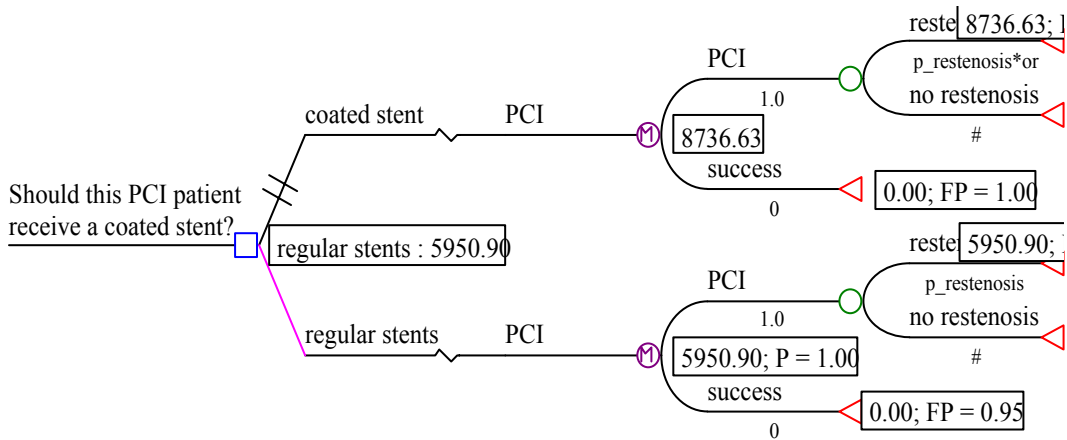 Should this PCI patient
receive a coated stent?
regular stents : 5950.90
coated stent
PCI
8736.63
PCI
1.0
success
0
0.00; FP = 1.00
8736.63;
p_restenosis*or
no restenosis
#
regular stents
PCI
5950.90; P = 1.00
PCI
1.0
success
0
0.00; FP = 0.95
5950.90;
p_restenosis
no restenosis
#